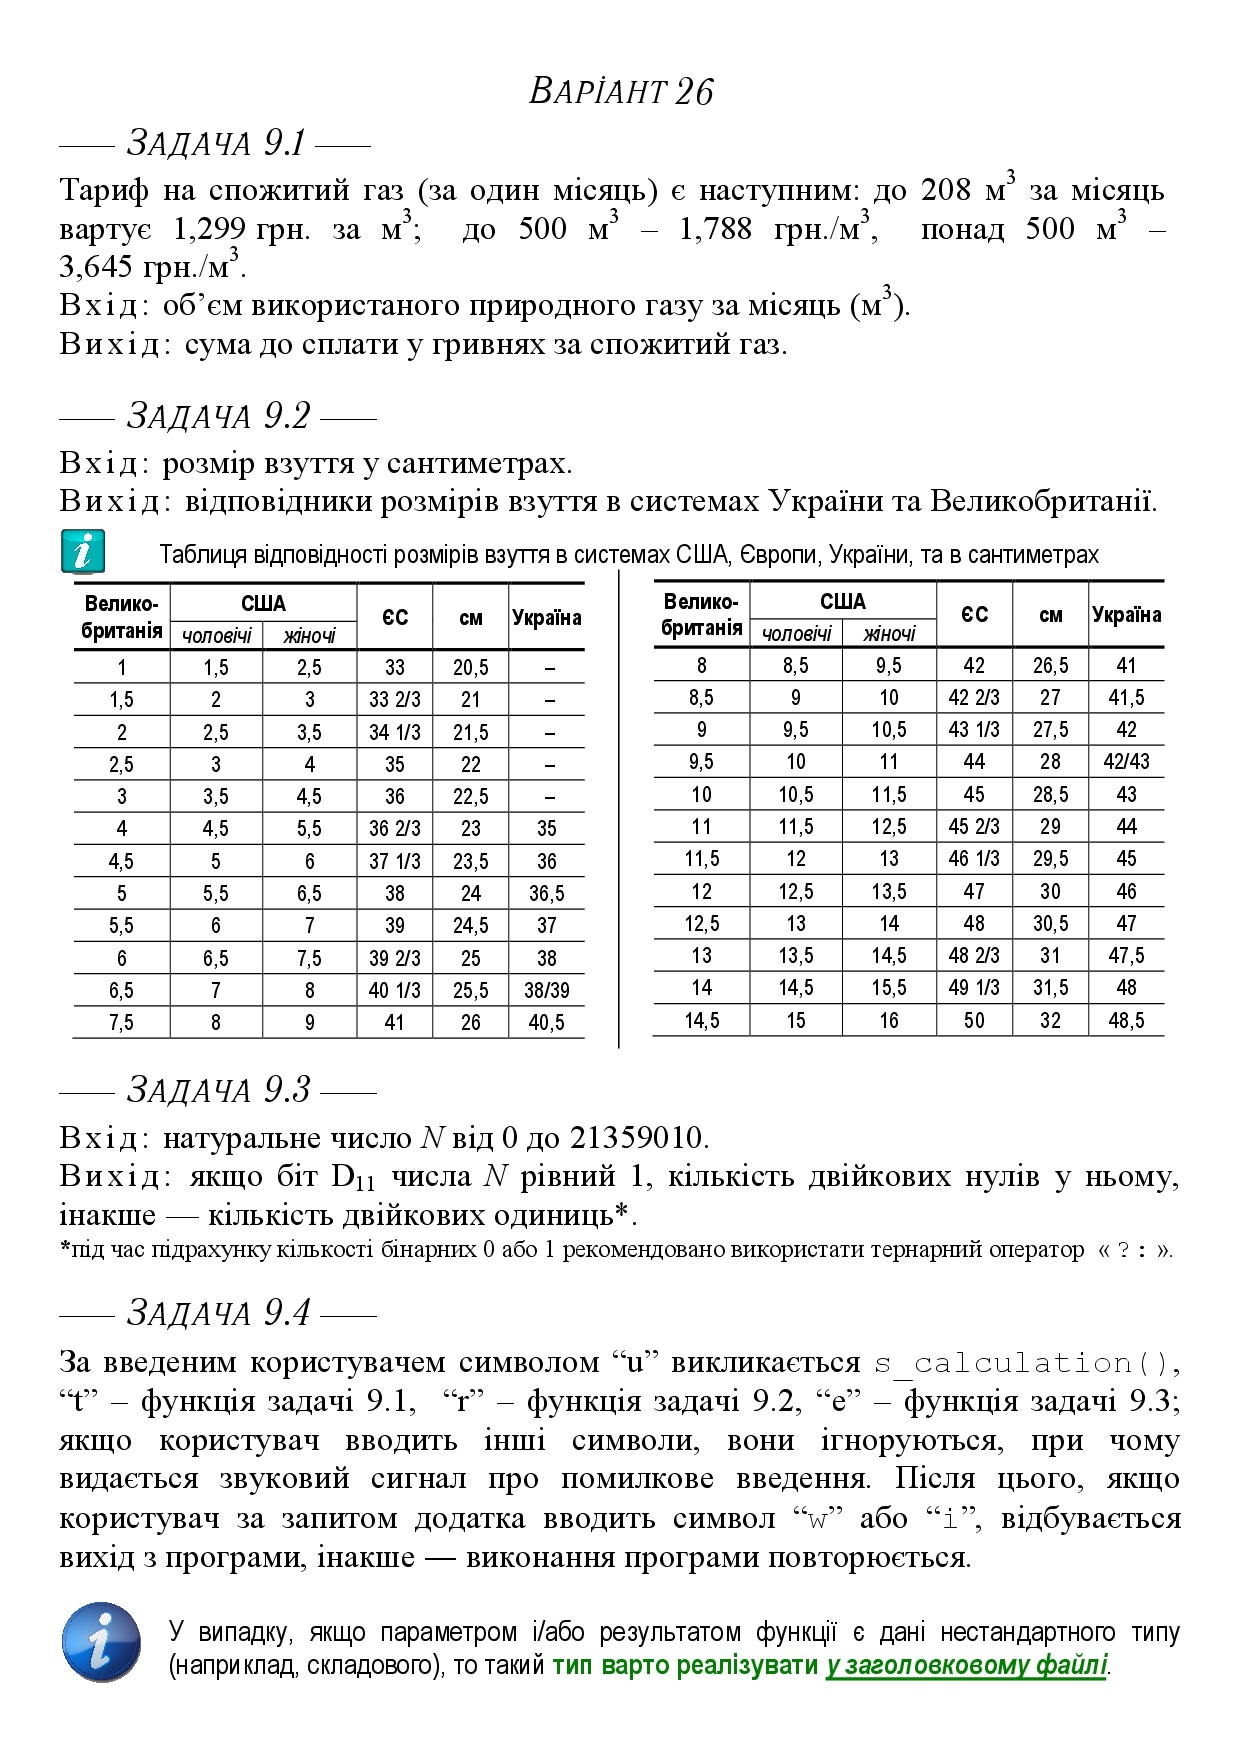 ВАРІАНТ 26
—— ЗАДАЧА 9.1 ——
Тариф на спожитий газ (за один місяць) є наступним: до 208 м³ за місяць
вартує 1,299 грн. за м³; до 500 м³ – 1,788 грн./м³, понад 500 м³ –
3,645 грн./м³.
Вхід: об’єм використаного природного газу за місяць (м³).
Вихід: сума до сплати у гривнях за спожитий газ.
—— ЗАДАЧА 9.2 ——
Вхід: розмір взуття у сантиметрах.
Вихід: відповідники розмірів взуття в системах України та Великобританії.
Таблиця відповідності розмірів взуття в системах США, Європи, України, та в сантиметрах
Велико-британія США ЄС см Україна
чоловічі жіночі
1 1,5 2,5 33 20,5 –
1,5 2 3 33 2/3 21 –
2 2,5 3,5 34 1/3 21,5 –
2,5 3 4 35 22 –
3 3,5 4,5 36 22,5 –
4 4,5 5,5 36 2/3 23 35
4,5 5 6 37 1/3 23,5 36
5 5,5 6,5 38 24 36,5
5,5 6 7 39 24,5 37
6 6,5 7,5 39 2/3 25 38
6,5 7 8 40 1/3 25,5 38/39
7,5 8 9 41 26 40,5
Велико-британія США ЄС см Україна
чоловічі жіночі
8 8,5 9,5 42 26,5 41
8,5 9 10 42 2/3 27 41,5
9 9,5 10,5 43 1/3 27,5 42
9,5 10 11 44 28 42/43
10 10,5 11,5 45 28,5 43
11 11,5 12,5 45 2/3 29 44
11,5 12 13 46 1/3 29,5 45
12 12,5 13,5 47 30 46
12,5 13 14 48 30,5 47
13 13,5 14,5 48 2/3 31 47,5
14 14,5 15,5 49 1/3 31,5 48
14,5 15 16 50 32 48,5
—— ЗАДАЧА 9.3 ——
Вхід: натуральне число N від 0 до 21359010.
Вихід: якщо біт D₁₁ числа N рівний 1, кількість двійкових нулів у ньому,
інакше — кількість двійкових одиниць*.
*під час підрахунку кількості бінарних 0 або 1 рекомендовано використати тернарний оператор « ? : ».
—— ЗАДАЧА 9.4 ——
За введеним користувачем символом “u” викликається s_calculation(),
“t” – функція задачі 9.1, “r” – функція задачі 9.2, “e” – функція задачі 9.3;
якщо користувач вводить інші символи, вони ігноруються, при чому
видається звуковий сигнал про помилкове введення. Після цього, якщо
користувач за запитом додатка вводить символ “w” або “i”, відбувається
вихід з програми, інакше — виконання програми повторюється.
У випадку, якщо параметром і/або результатом функції є дані нестандартного типу
(наприклад, складового), то такий тип варто реалізувати у заголовковому файлі.